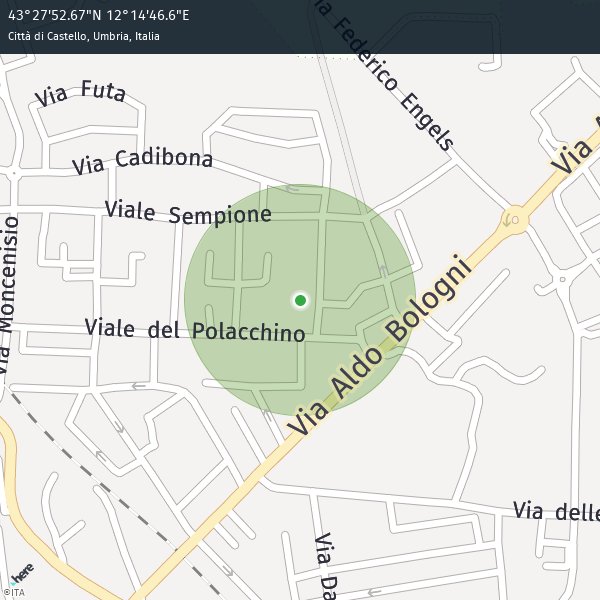 43°27'52.67"N 12°14'46.6"E
Città di Castello, Umbria, Italia
Via Federico Engels
Via Futa
Via A
Via Cadibona
Viale Sempione
Via Moncenisio
Viale del Polacchino
Via Aldo Bologni
Via delle
Via Da
here
©ITA